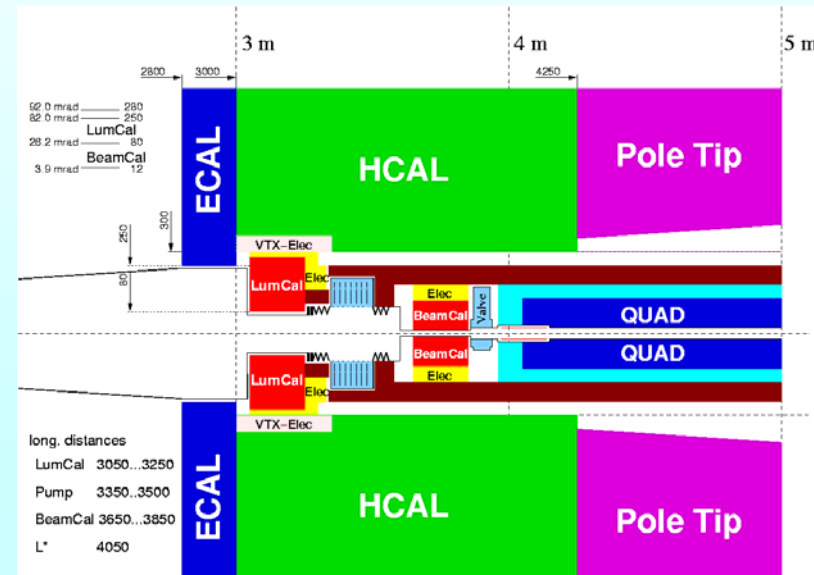 3 m
4 m
5 m
2800
3000
4250
92.0 mrad 280
82.0 mrad 250
LumCal
26.2 mrad 80
BeamCal
3.9 mrad 12
ECAL
HCAL
Pole Tip
300
250
80
VTX-Elec
LumCal
Elec
Elec
BeamCal
Valve
QUAD
BeamCal
QUAD
LumCal
Elec
Elec
VTX-Elec
long. distances
LumCal 3050...3250
Pump 3350..3500
BeamCal 3650...3850
L* 4050
ECAL
HCAL
Pole Tip